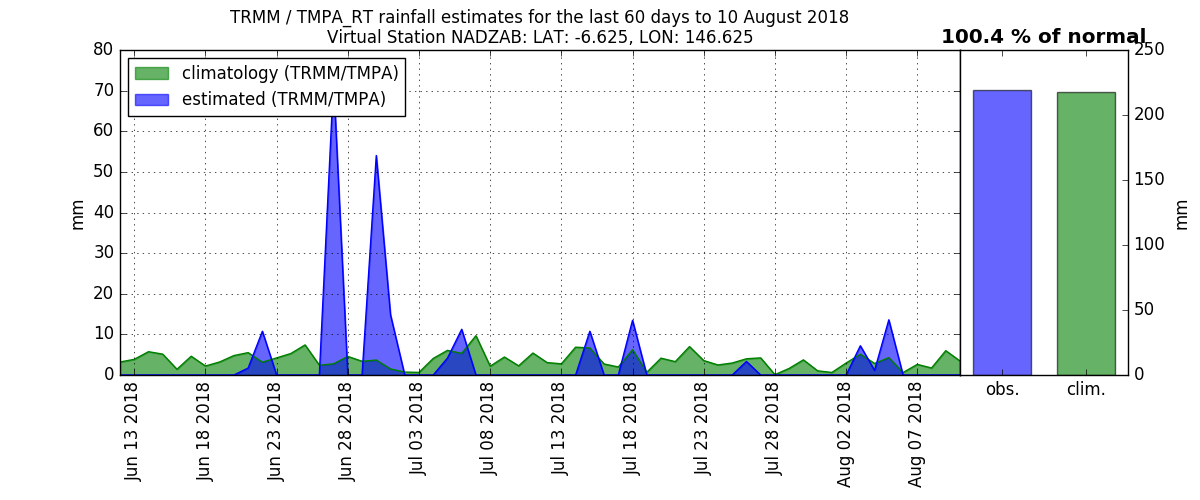 TRMM / TMPA_RT rainfall estimates for the last 60 days to 10 August 2018
Virtual Station NADZAB: LAT: -6.625, LON: 146.625
100.4 % of normal
climatology (TRMM/TMPA)
estimated (TRMM/TMPA)
80
70
60
50
40
30
20
10
0
mm
Jun 13 2018
Jun 18 2018
Jun 23 2018
Jun 28 2018
Jul 03 2018
Jul 08 2018
Jul 13 2018
Jul 18 2018
Jul 23 2018
Jul 28 2018
Aug 02 2018
Aug 07 2018
250
200
150
100
50
0
mm
obs.
clim.